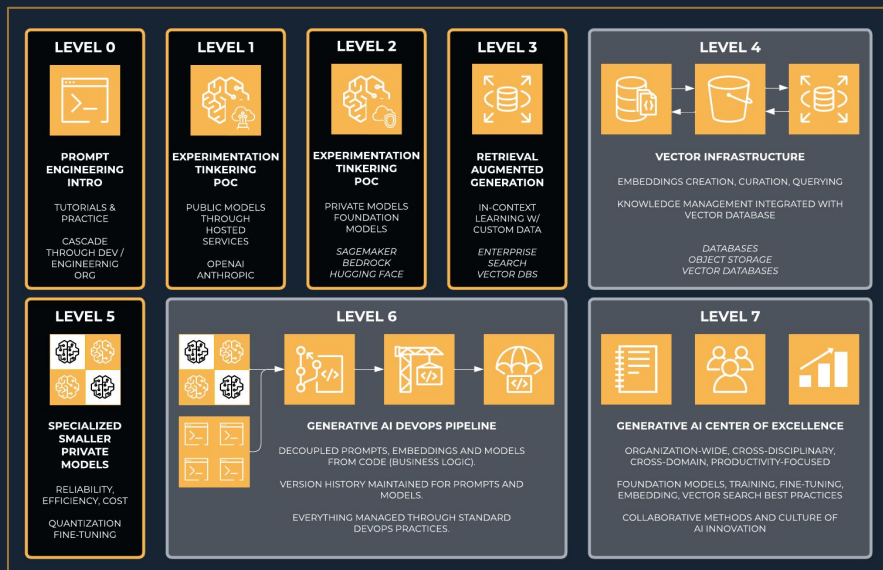 LEVEL 0
PROMPT
ENGINEERING
INTRO
TUTORIALS &
PRACTICE
CASCADE
THROUGH DEV /
ENGINEERNIG
ORG
LEVEL 1
EXPERIMENTATION
TINKERING
POC
PUBLIC MODELS
THROUGH
HOSTED
SERVICES
OPENAI
ANTHROPIC
LEVEL 2
EXPERIMENTATION
TINKERING
POC
PRIVATE MODELS
FOUNDATION
MODELS
SAGEMAKER
BEDROCK
HUGGING FACE
LEVEL 3
RETRIEVAL
AUGMENTED
GENERATION
IN-CONTEXT
LEARNING W/
CUSTOM DATA
ENTERPRISE
SEARCH
VECTOR DBS
LEVEL 4
VECTOR INFRASTRUCTURE
EMBEDDINGS CREATION, CURATION, QUERYING
KNOWLEDGE MANAGEMENT INTEGRATED WITH
VECTOR DATABASE
DATABASES
OBJECT STORAGE
VECTOR DATABASES
LEVEL 5
SPECIALIZED
SMALLER
PRIVATE
MODELS
RELIABILITY,
EFFICIENCY, COST
QUANTIZATION
FINE-TUNING
LEVEL 6
GENERATIVE AI DEVOPS PIPELINE
DECOUPLED PROMPTS, EMBEDDINGS AND MODELS
FROM CODE (BUSINESS LOGIC).
VERSION HISTORY MAINTAINED FOR PROMPTS AND
MODELS.
EVERYTHING MANAGED THROUGH STANDARD
DEVOPS PRACTICES.
LEVEL 7
GENERATIVE AI CENTER OF EXCELLENCE
ORGANIZATION-WIDE, CROSS-DISCIPLINARY,
CROSS-DOMAIN, PRODUCTIVITY-FOCUSED
FOUNDATION MODELS, TRAINING, FINE-TUNING,
EMBEDDING, VECTOR SEARCH BEST PRACTICES
COLLABORATIVE METHODS AND CULTURE OF
AI INNOVATION